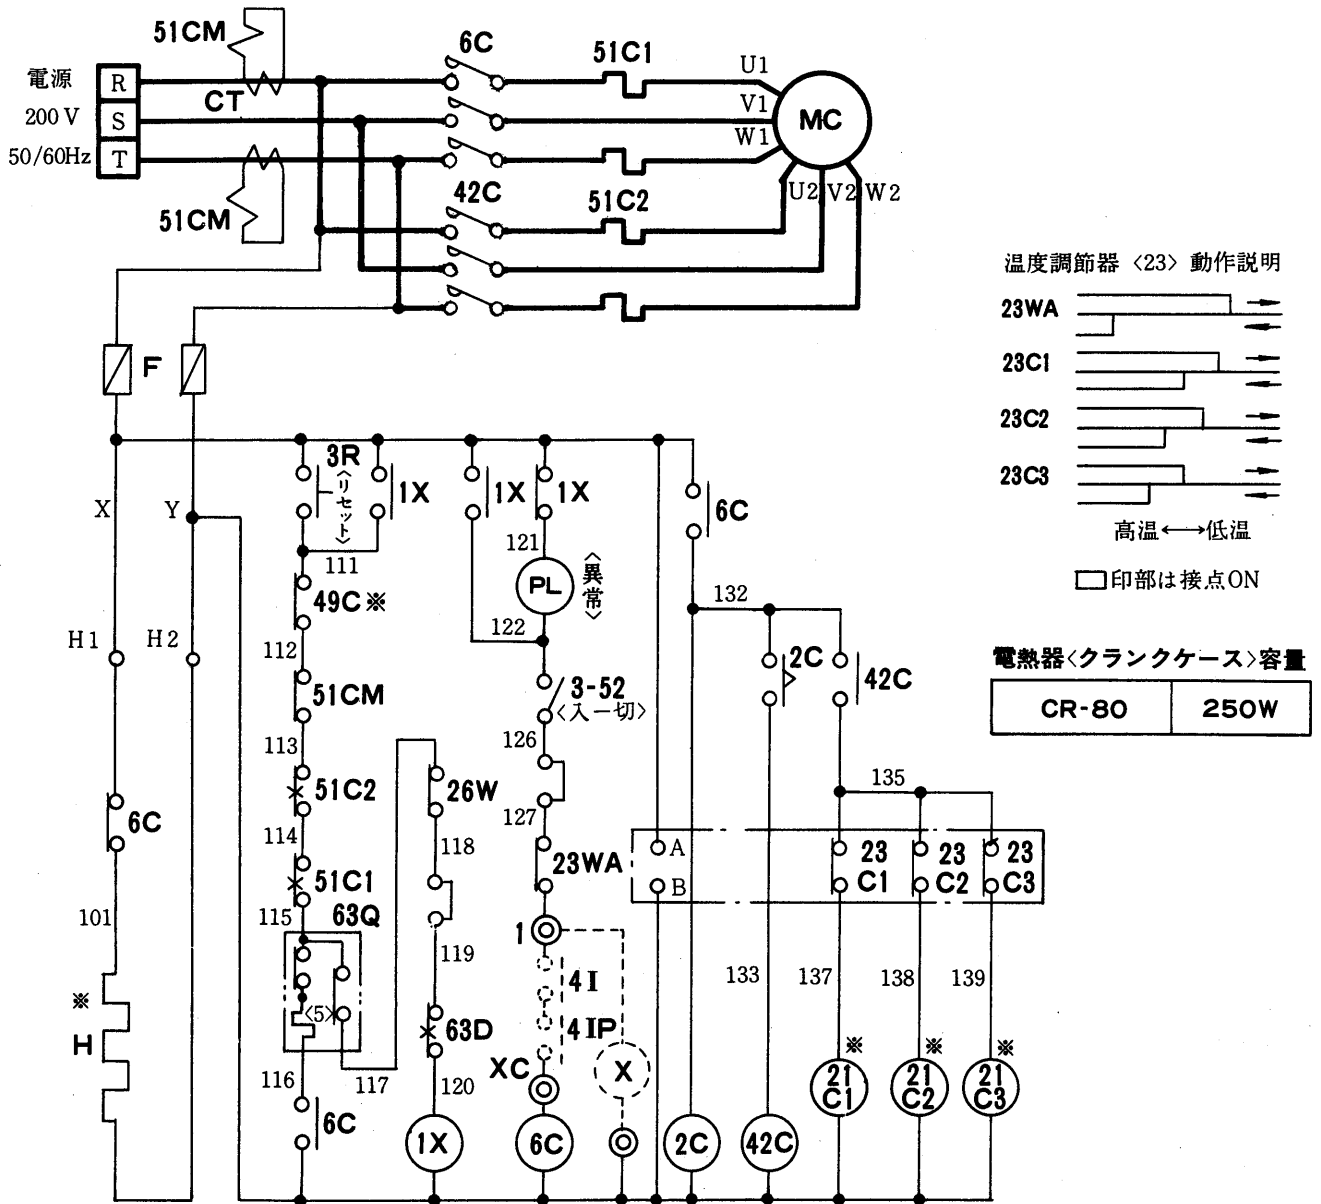 51CM
6C
51C1
U1
電源
R
CT
V1
MC
200V
S
W1
50/60Hz
T
51CM
42C
51C2
U2
V2
W2
温度調節器〈23〉動作説明
23WA
23C1
23C2
23C3
高温⟷低温
印部は接点ON
F
3R
〈リセット〉
1X
1X
1X
6C
X
Y
121
111
PL
〈異常〉
49C※
132
H1
H2
122
112
2C
42C
電熱器〈クランクケース〉容量
CR-80
250W
51CM
3-52
〈入ー切〉
113
126
135
51C2
26W
6C
114
118
127
A
23
C1
23
C2
23
C3
51C1
23WA
B
101
115
63Q
1
119
133
137
138
139
4I
※
〈5〉
4IP
63D
H
XC
X
※
※
※
116
117
120
21
C1
21
C2
21
C3
6C
1X
6C
2C
42C